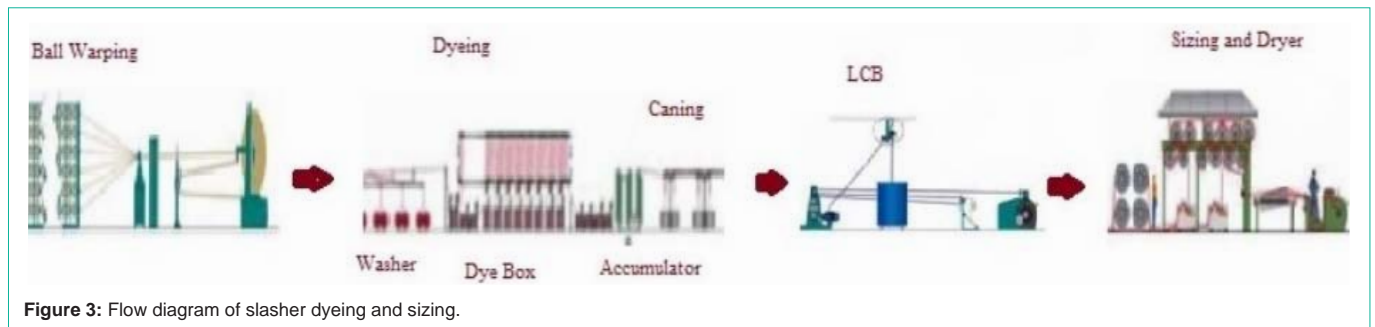 Ball Warping
Dyeing
Caning
LCB
Sizing and Dryer
Washer
Dye Box
Accumulator
Figure 3: Flow diagram of slasher dyeing and sizing.